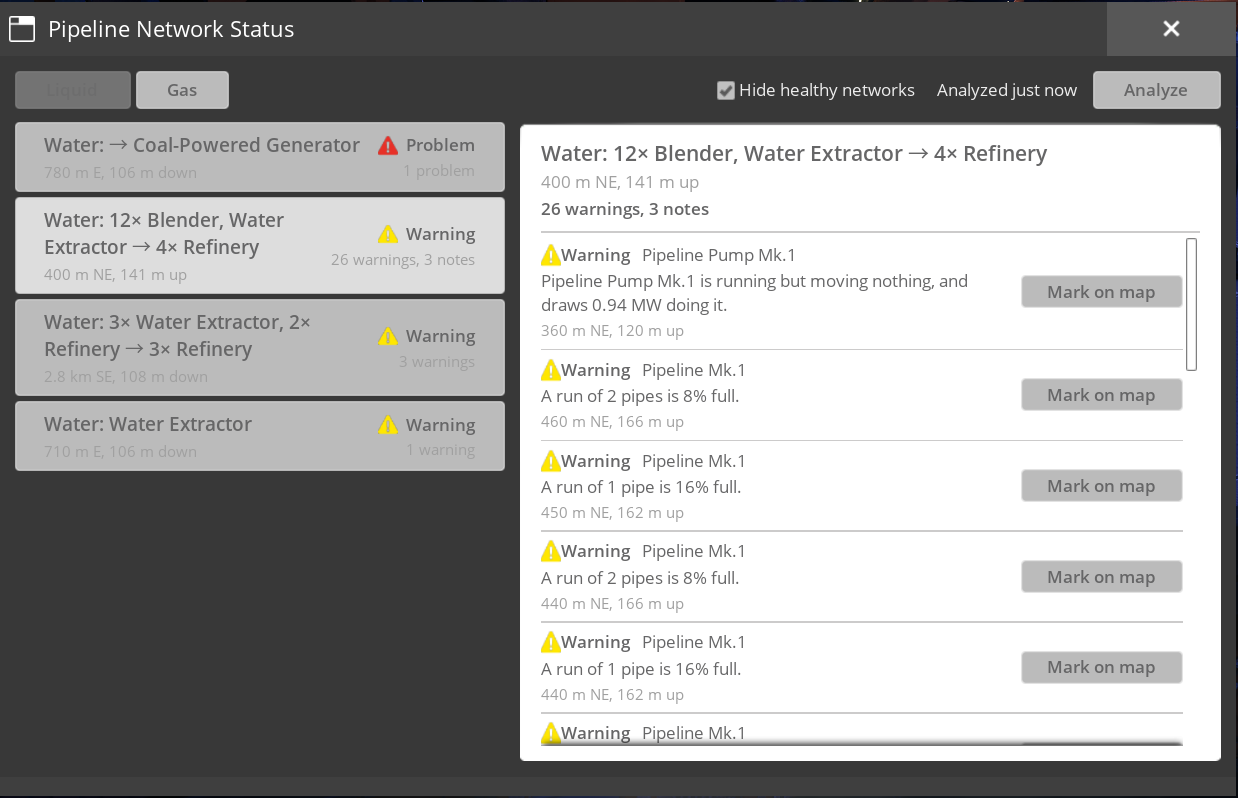 Pipeline Network Status
Liquid
Gas
Hide healthy networks
Analyzed just now
Analyze
Water: → Coal-Powered Generator
780 m E, 106 m down
Problem
1 problem
Water: 12× Blender, Water
Extractor → 4× Refinery
400 m NE, 141 m up
Warning
26 warnings, 3 notes
Water: 3× Water Extractor, 2×
Refinery → 3× Refinery
2.8 km SE, 108 m down
Warning
3 warnings
Water: Water Extractor
710 m E, 106 m down
Warning
1 warning
Water: 12× Blender, Water Extractor → 4× Refinery
400 m NE, 141 m up
26 warnings, 3 notes
Warning Pipeline Pump Mk.1
Pipeline Pump Mk.1 is running but moving nothing, and
draws 0.94 MW doing it.
360 m NE, 120 m up
Mark on map
Warning Pipeline Mk.1
A run of 2 pipes is 8% full.
460 m NE, 166 m up
Mark on map
Warning Pipeline Mk.1
A run of 1 pipe is 16% full.
450 m NE, 162 m up
Mark on map
Warning Pipeline Mk.1
A run of 2 pipes is 8% full.
440 m NE, 166 m up
Mark on map
Warning Pipeline Mk.1
A run of 1 pipe is 16% full.
440 m NE, 162 m up
Mark on map
Warning Pipeline Mk.1